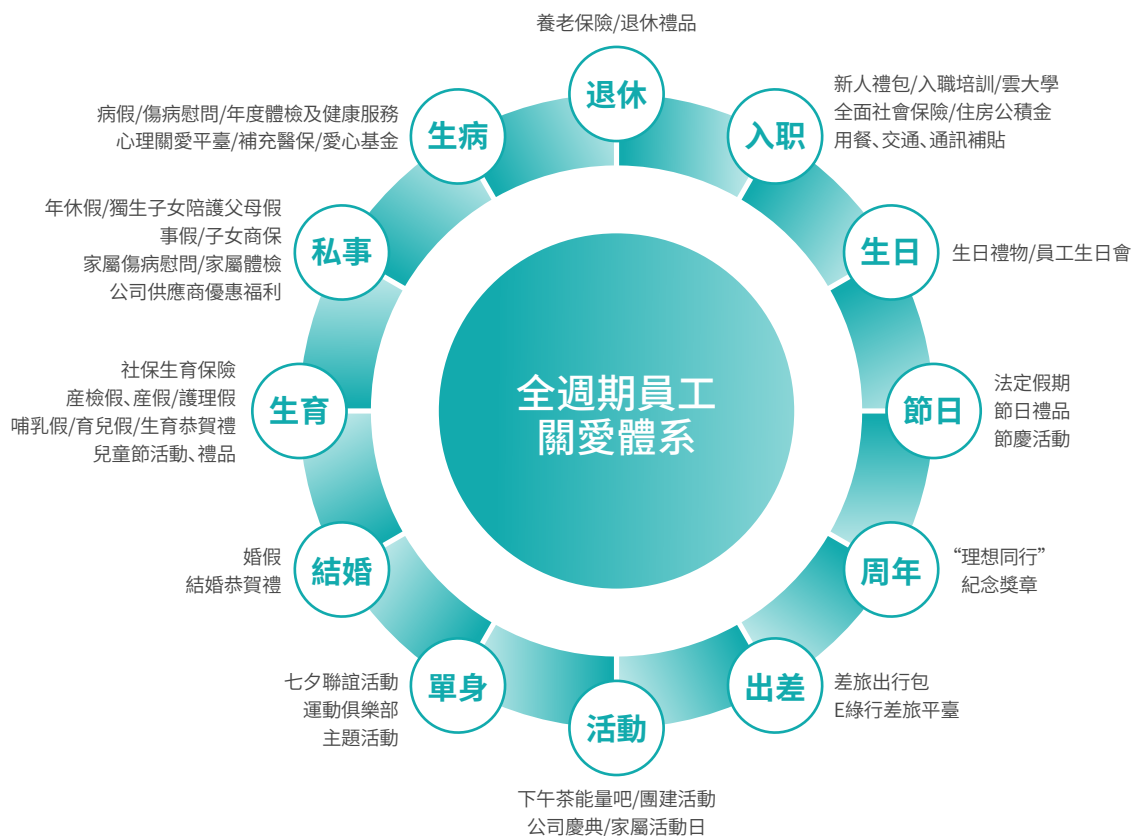 養老保險/退休禮品
退休
新人禮包/入職培訓/雲大學
全面社會保險/住房公積金
用餐、交通、通訊補貼
入职
生日
生日禮物/員工生日會
節日
法定假期
節日禮品
節慶活動
周年
“理想同行”
紀念獎章
出差
差旅出行包
E綠行差旅平臺
活動
下午茶能量吧/團建活動
公司慶典/家屬活動日
單身
七夕聯誼活動
運動俱樂部
主題活動
結婚
婚假
結婚恭賀禮
生育
社保生育保險
産檢假、産假/護理假
哺乳假/育兒假/生育恭賀禮
兒童節活動、禮品
私事
年休假/獨生子女陪護父母假
事假/子女商保
家屬傷病慰問/家屬體檢
公司供應商優惠福利
生病
病假/傷病慰問/年度體檢及健康服務
心理關愛平臺/補充醫保/愛心基金
全週期員工
關愛體系